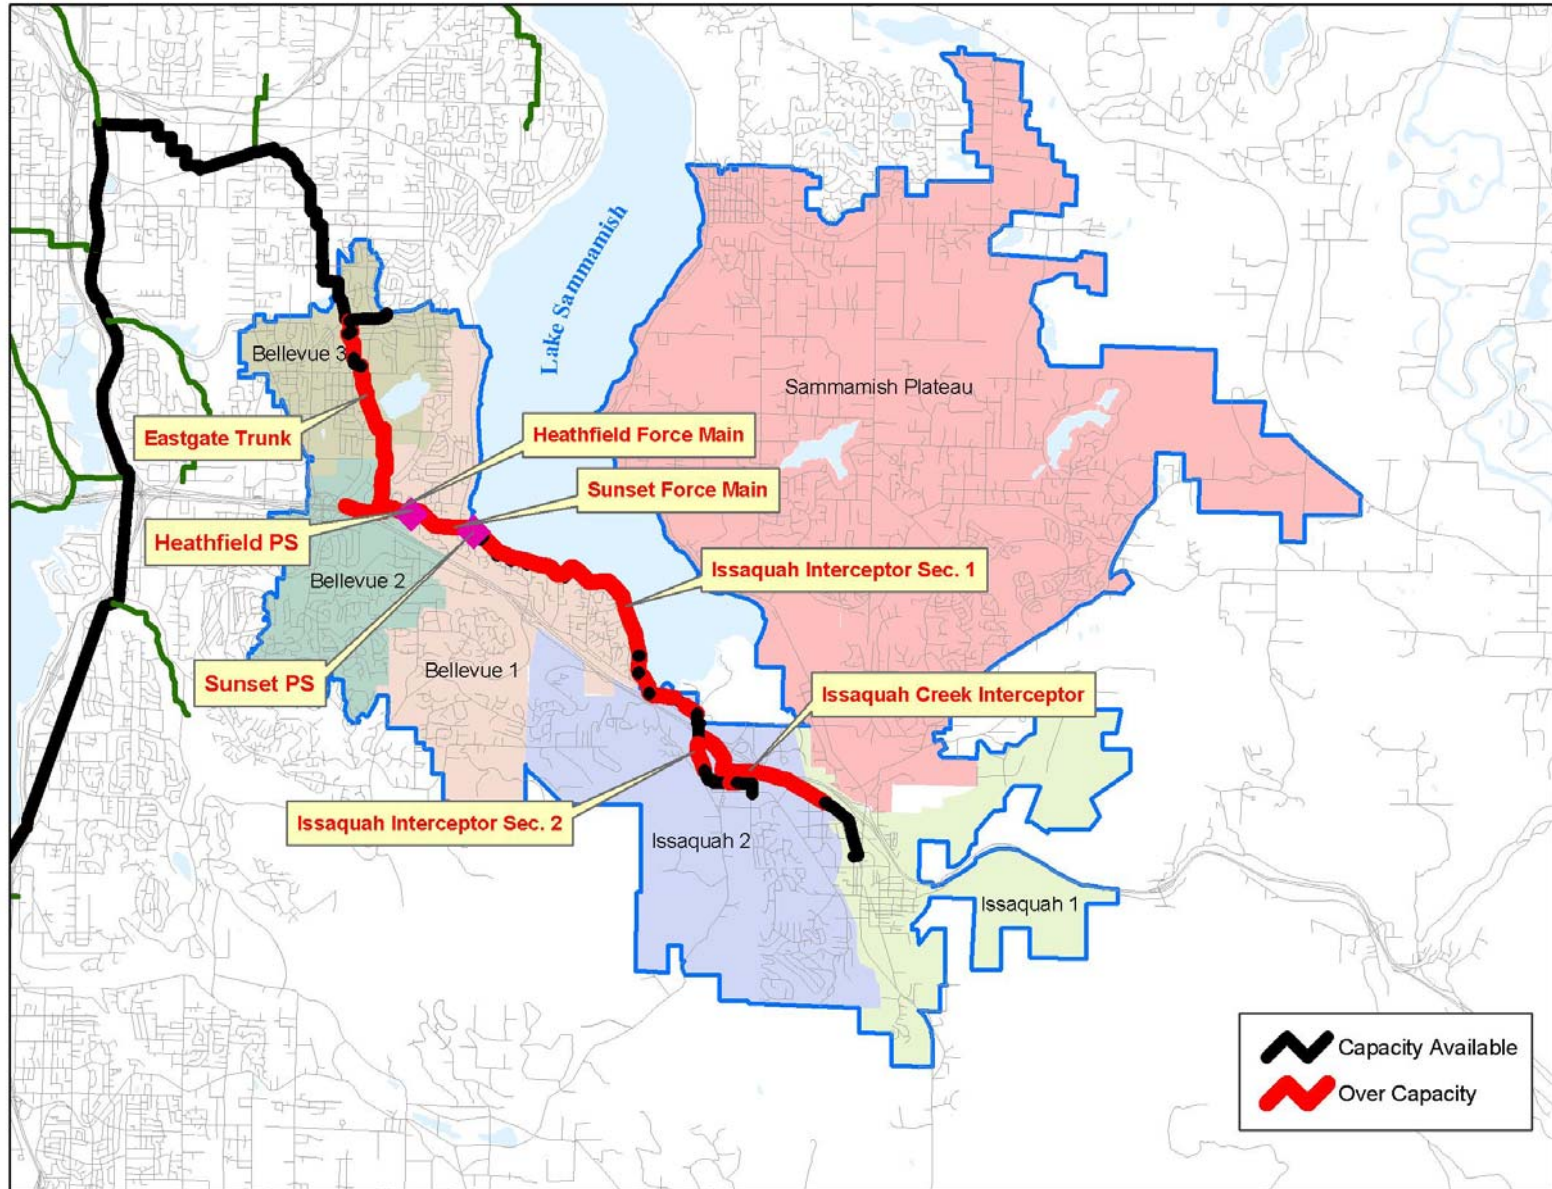 Lake Sammamish
Bellevue 3
Sammamish Plateau
Eastgate Trunk
Heathfield Force Main
Sunset Force Main
Heathfield PS
Issaquah Interceptor Sec. 1
Bellevue 2
Bellevue 1
Sunset PS
Issaquah Creek Interceptor
Issaquah Interceptor Sec. 2
Issaquah 2
Issaquah 1
Capacity Available
Over Capacity